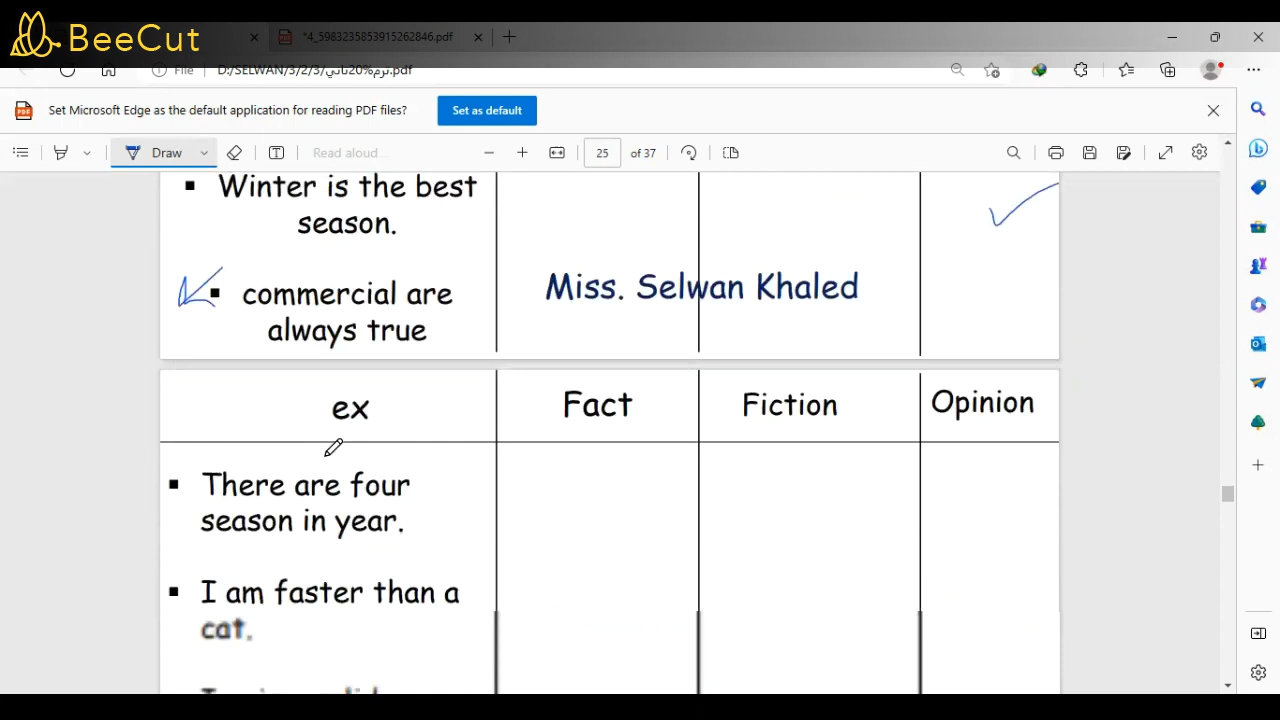 BeeCut
*4_5983235853915262846.pdf
File D:/SELWAN/3/2/3/ترم%20ثاني.pdf
Set Microsoft Edge as the default application for reading PDF files? Set as default
Draw Read aloud... 25 of 37
Winter is the best
season.
commercial are
always true
Miss. Selwan Khaled
ex Fact Fiction Opinion
There are four
season in year.
I am faster than a
cat.